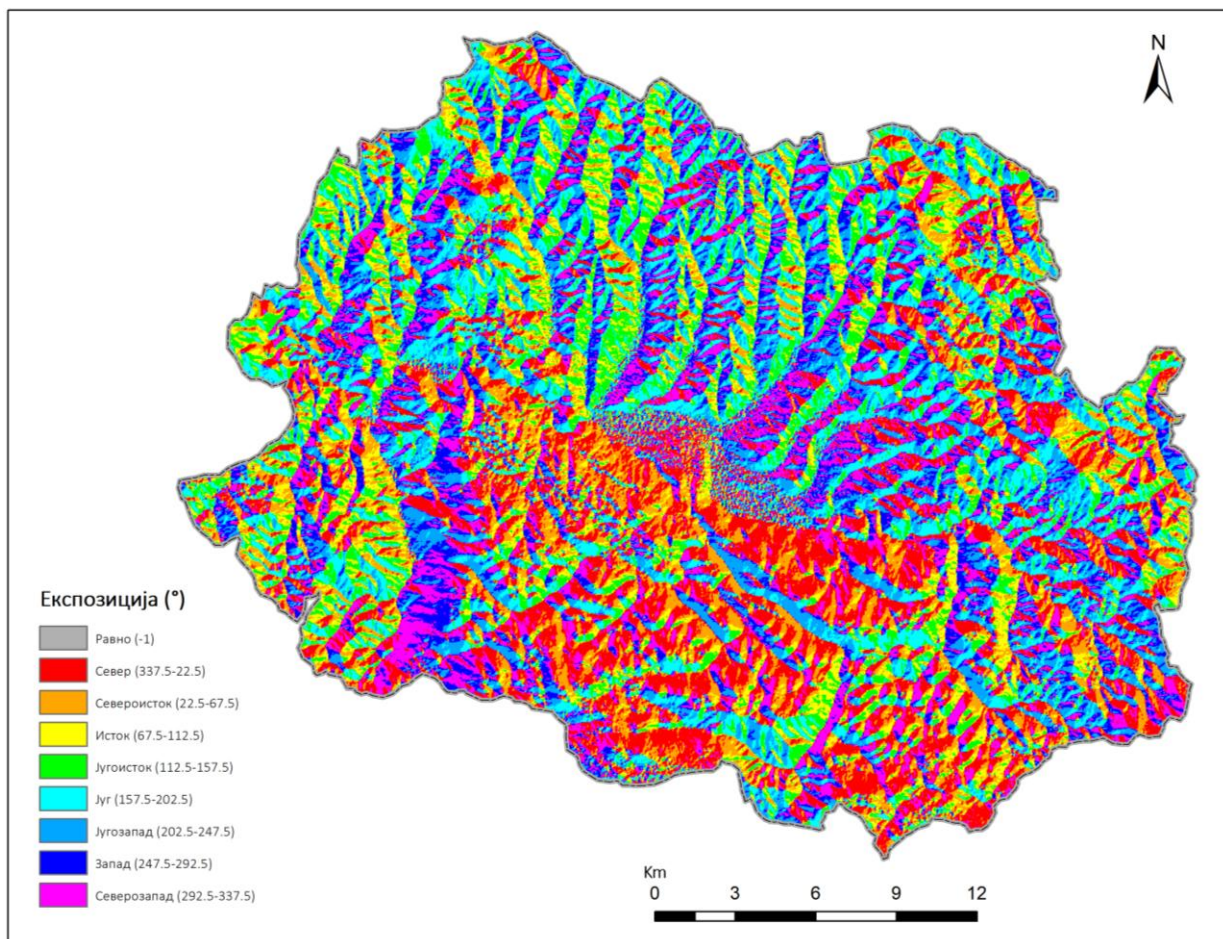 N
Експозиција (°)
Равно (-1)
Север (337.5-22.5)
Североисток (22.5-67.5)
Исток (67.5-112.5)
Југоисток (112.5-157.5)
Југ (157.5-202.5)
Југозапад (202.5-247.5)
Запад (247.5-292.5)
Северозапад (292.5-337.5)
Km
0 3 6 9 12